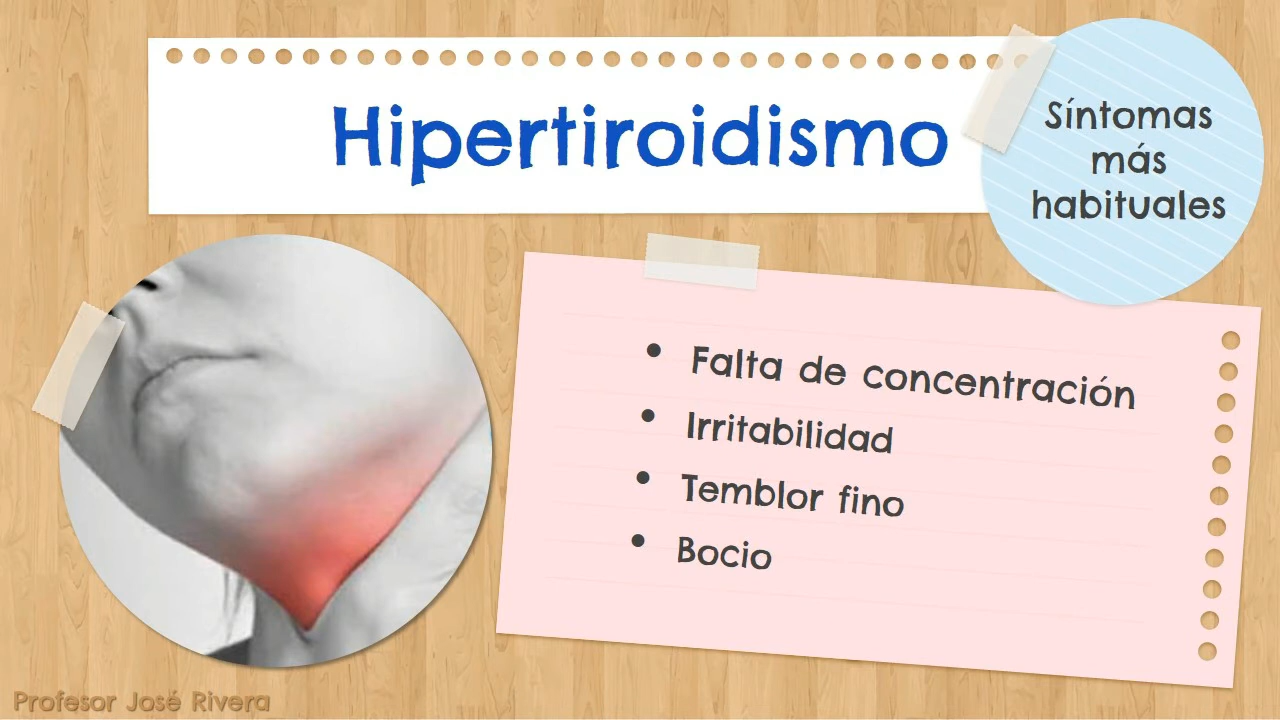 Hipertiroidismo
Síntomas
más
habituales
• Falta de concentración
• Irritabilidad
• Temblor fino
• Bocio
Profesor José Rivera